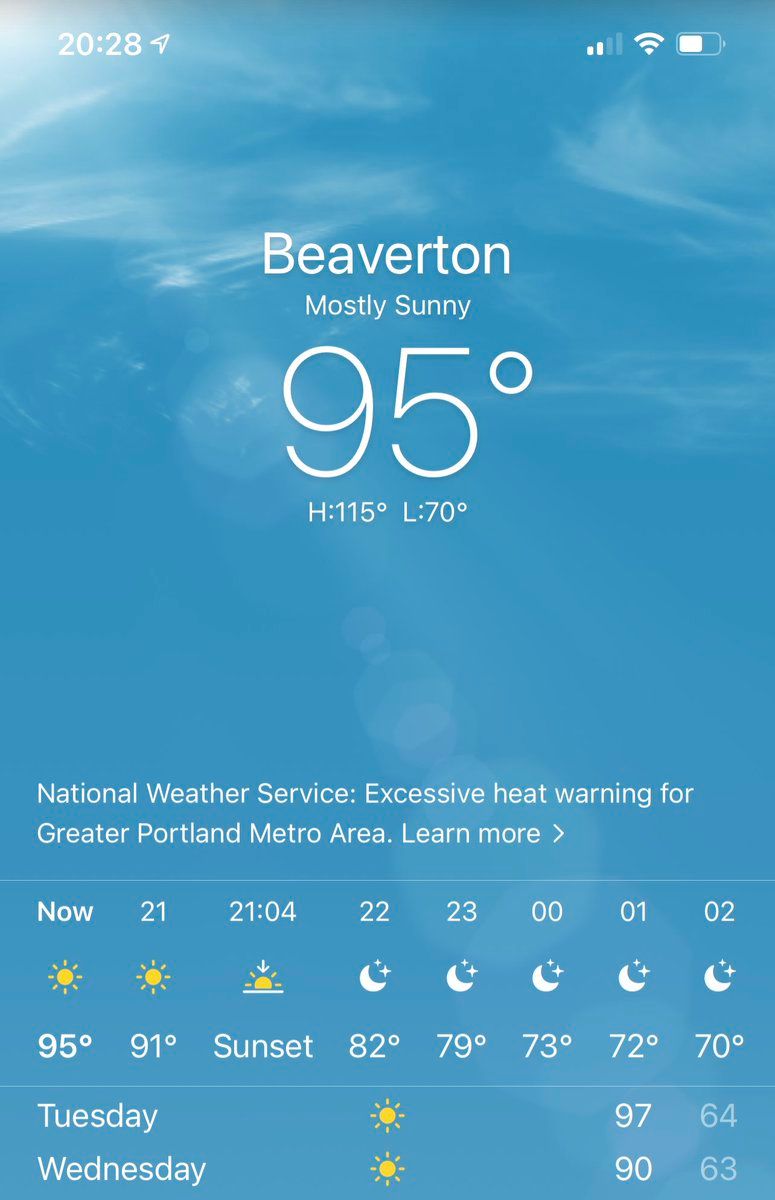 20:28
Beaverton
Mostly Sunny
95°
H:115° L:70°
National Weather Service: Excessive heat warning for
Greater Portland Metro Area. Learn more >
Now 21 21:04 22 23 00 01 02
95° 91° Sunset 82° 79° 73° 72° 70°
Tuesday 97 64
Wednesday 90 63